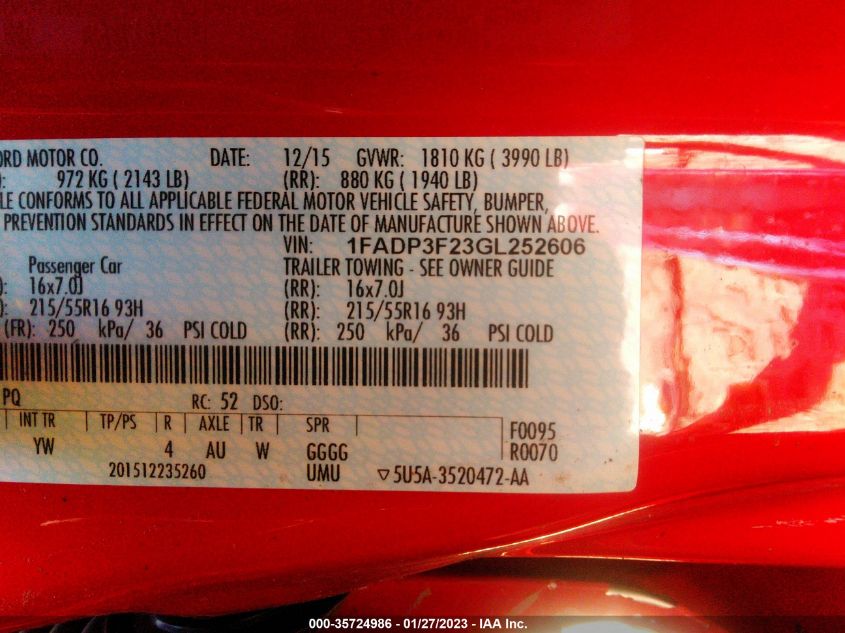 ORD MOTOR CO. DATE: 12/15 GVWR: 1810 KG ( 3990 LB)
): 972 KG ( 2143 LB) (RR): 880 KG ( 1940 LB)
LE CONFORMS TO ALL APPLICABLE FEDERAL MOTOR VEHICLE SAFETY, BUMPER,
PREVENTION STANDARDS IN EFFECT ON THE DATE OF MANUFACTURE SHOWN ABOVE.
VIN: 1FADP3F23GL252606
Passenger Car TRAILER TOWING - SEE OWNER GUIDE
): 16x7.0J (RR): 16x7.0J
): 215/55R16 93H (RR): 215/55R16 93H
(FR): 250 kPa/ 36 PSI COLD (RR): 250 kPa/ 36 PSI COLD
PQ RC: 52 DSO:
INT TR TP/PS R AXLE TR SPR F0095
YW 4 AU W GGGG R0070
201512235260 UMU ▽5U5A-3520472-AA
000-35724986 - 01/27/2023 - IAA Inc.